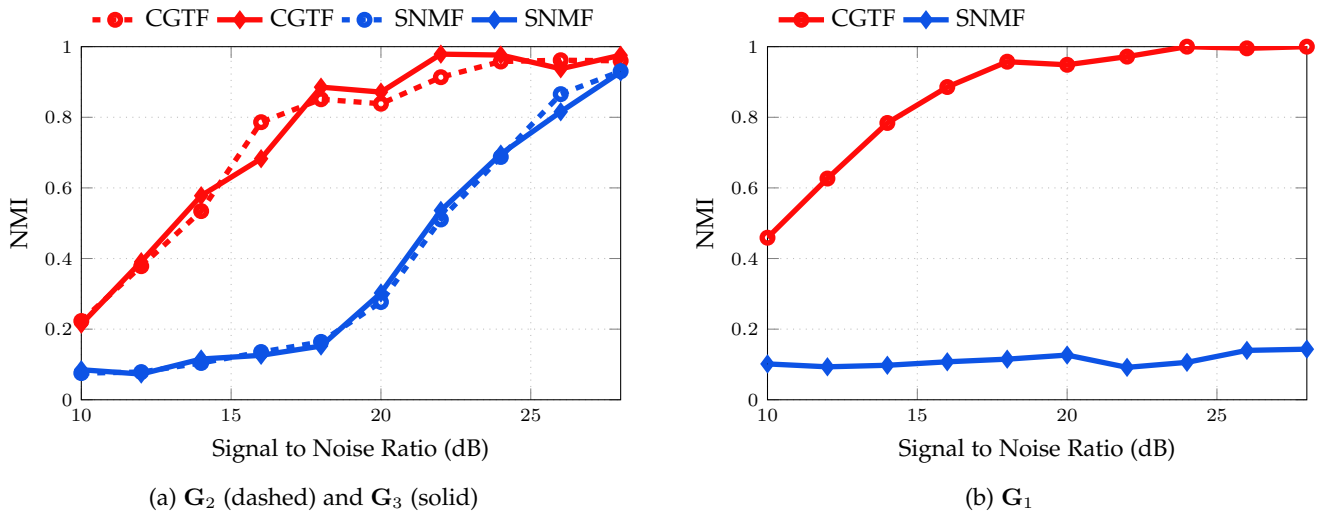 CGTF CGTF SNMF SNMF
1
0.8
0.6
0.4
0.2
0
NMI
10 15 20 25
Signal to Noise Ratio (dB)
(a) G₂ (dashed) and G₃ (solid)
CGTF SNMF
1
0.8
0.6
0.4
0.2
0
NMI
10 15 20 25
Signal to Noise Ratio (dB)
(b) G₁